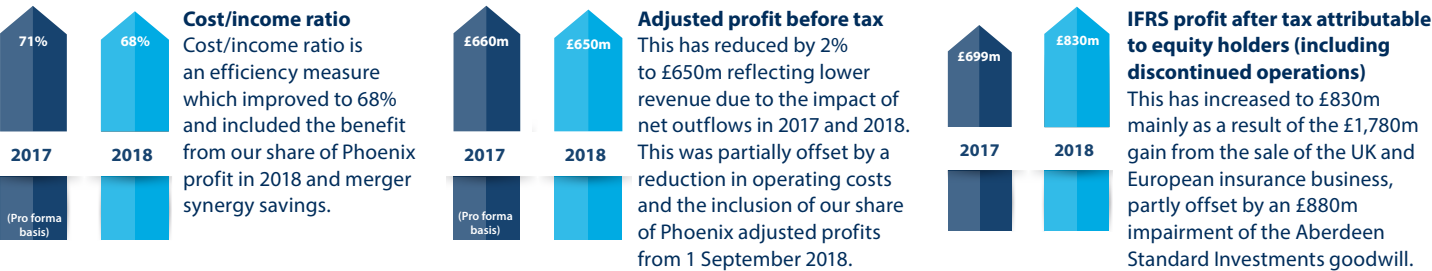 71%
68%
2017
2018
(Pro forma
basis)
Cost/income ratio
Cost/income ratio is
an efficiency measure
which improved to 68%
and included the benefit
from our share of Phoenix
profit in 2018 and merger
synergy savings.
£660m
£650m
2017
2018
(Pro forma
basis)
Adjusted profit before tax
This has reduced by 2%
to £650m reflecting lower
revenue due to the impact of
net outflows in 2017 and 2018.
This was partially offset by a
reduction in operating costs
and the inclusion of our share
of Phoenix adjusted profits
from 1 September 2018.
£699m
£830m
2017
2018
IFRS profit after tax attributable
to equity holders (including
discontinued operations)
This has increased to £830m
mainly as a result of the £1,780m
gain from the sale of the UK and
European insurance business,
partly offset by an £880m
impairment of the Aberdeen
Standard Investments goodwill.